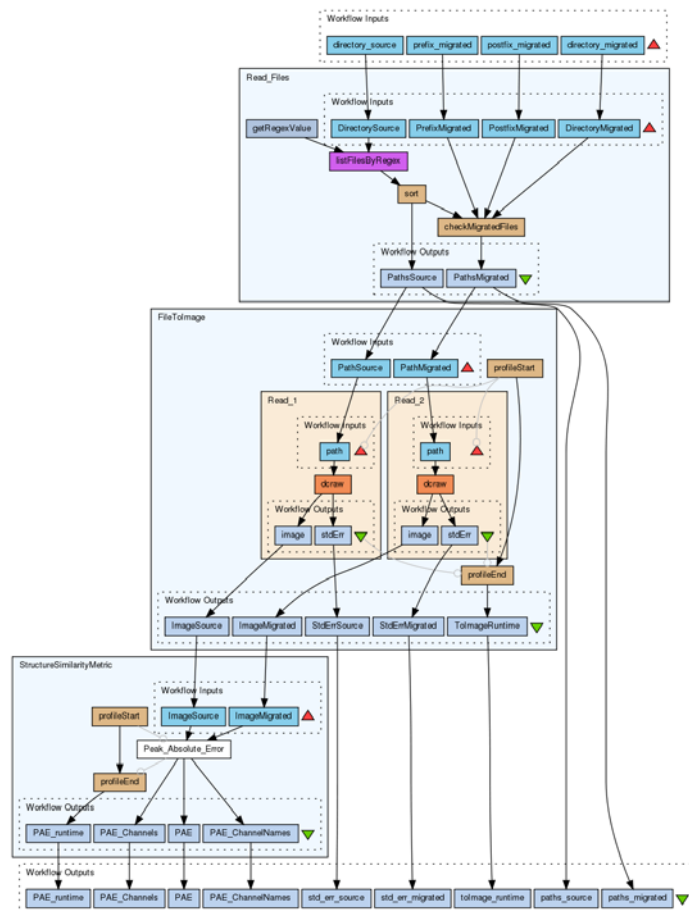 Workflow Inputs
directory_source prefix_migrated postfix_migrated directory_migrated
Read_Files
Workflow Inputs
getRegexValue DirectorySource PrefixMigrated PostfixMigrated DirectoryMigrated
listFilesByRegex
sort
checkMigratedFiles
Workflow Outputs
PathsSource PathsMigrated
FileToImage
Workflow Inputs
PathSource PathMigrated profileStart
Read_1 Read_2
Workflow Inputs Workflow Inputs
path path
dcraw dcraw
Workflow Outputs Workflow Outputs
image stdErr image stdErr
profileEnd
Workflow Outputs
ImageSource ImageMigrated StdErrSource StdErrMigrated ToImageRuntime
StructureSimilarityMetric
Workflow Inputs
profileStart ImageSource ImageMigrated
Peak_Absolute_Error
profileEnd
Workflow Outputs
PAE_runtime PAE_Channels PAE PAE_ChannelNames
Workflow Outputs
PAE_runtime PAE_Channels PAE PAE_ChannelNames std_err_source std_err_migrated toImage_runtime paths_source paths_migrated